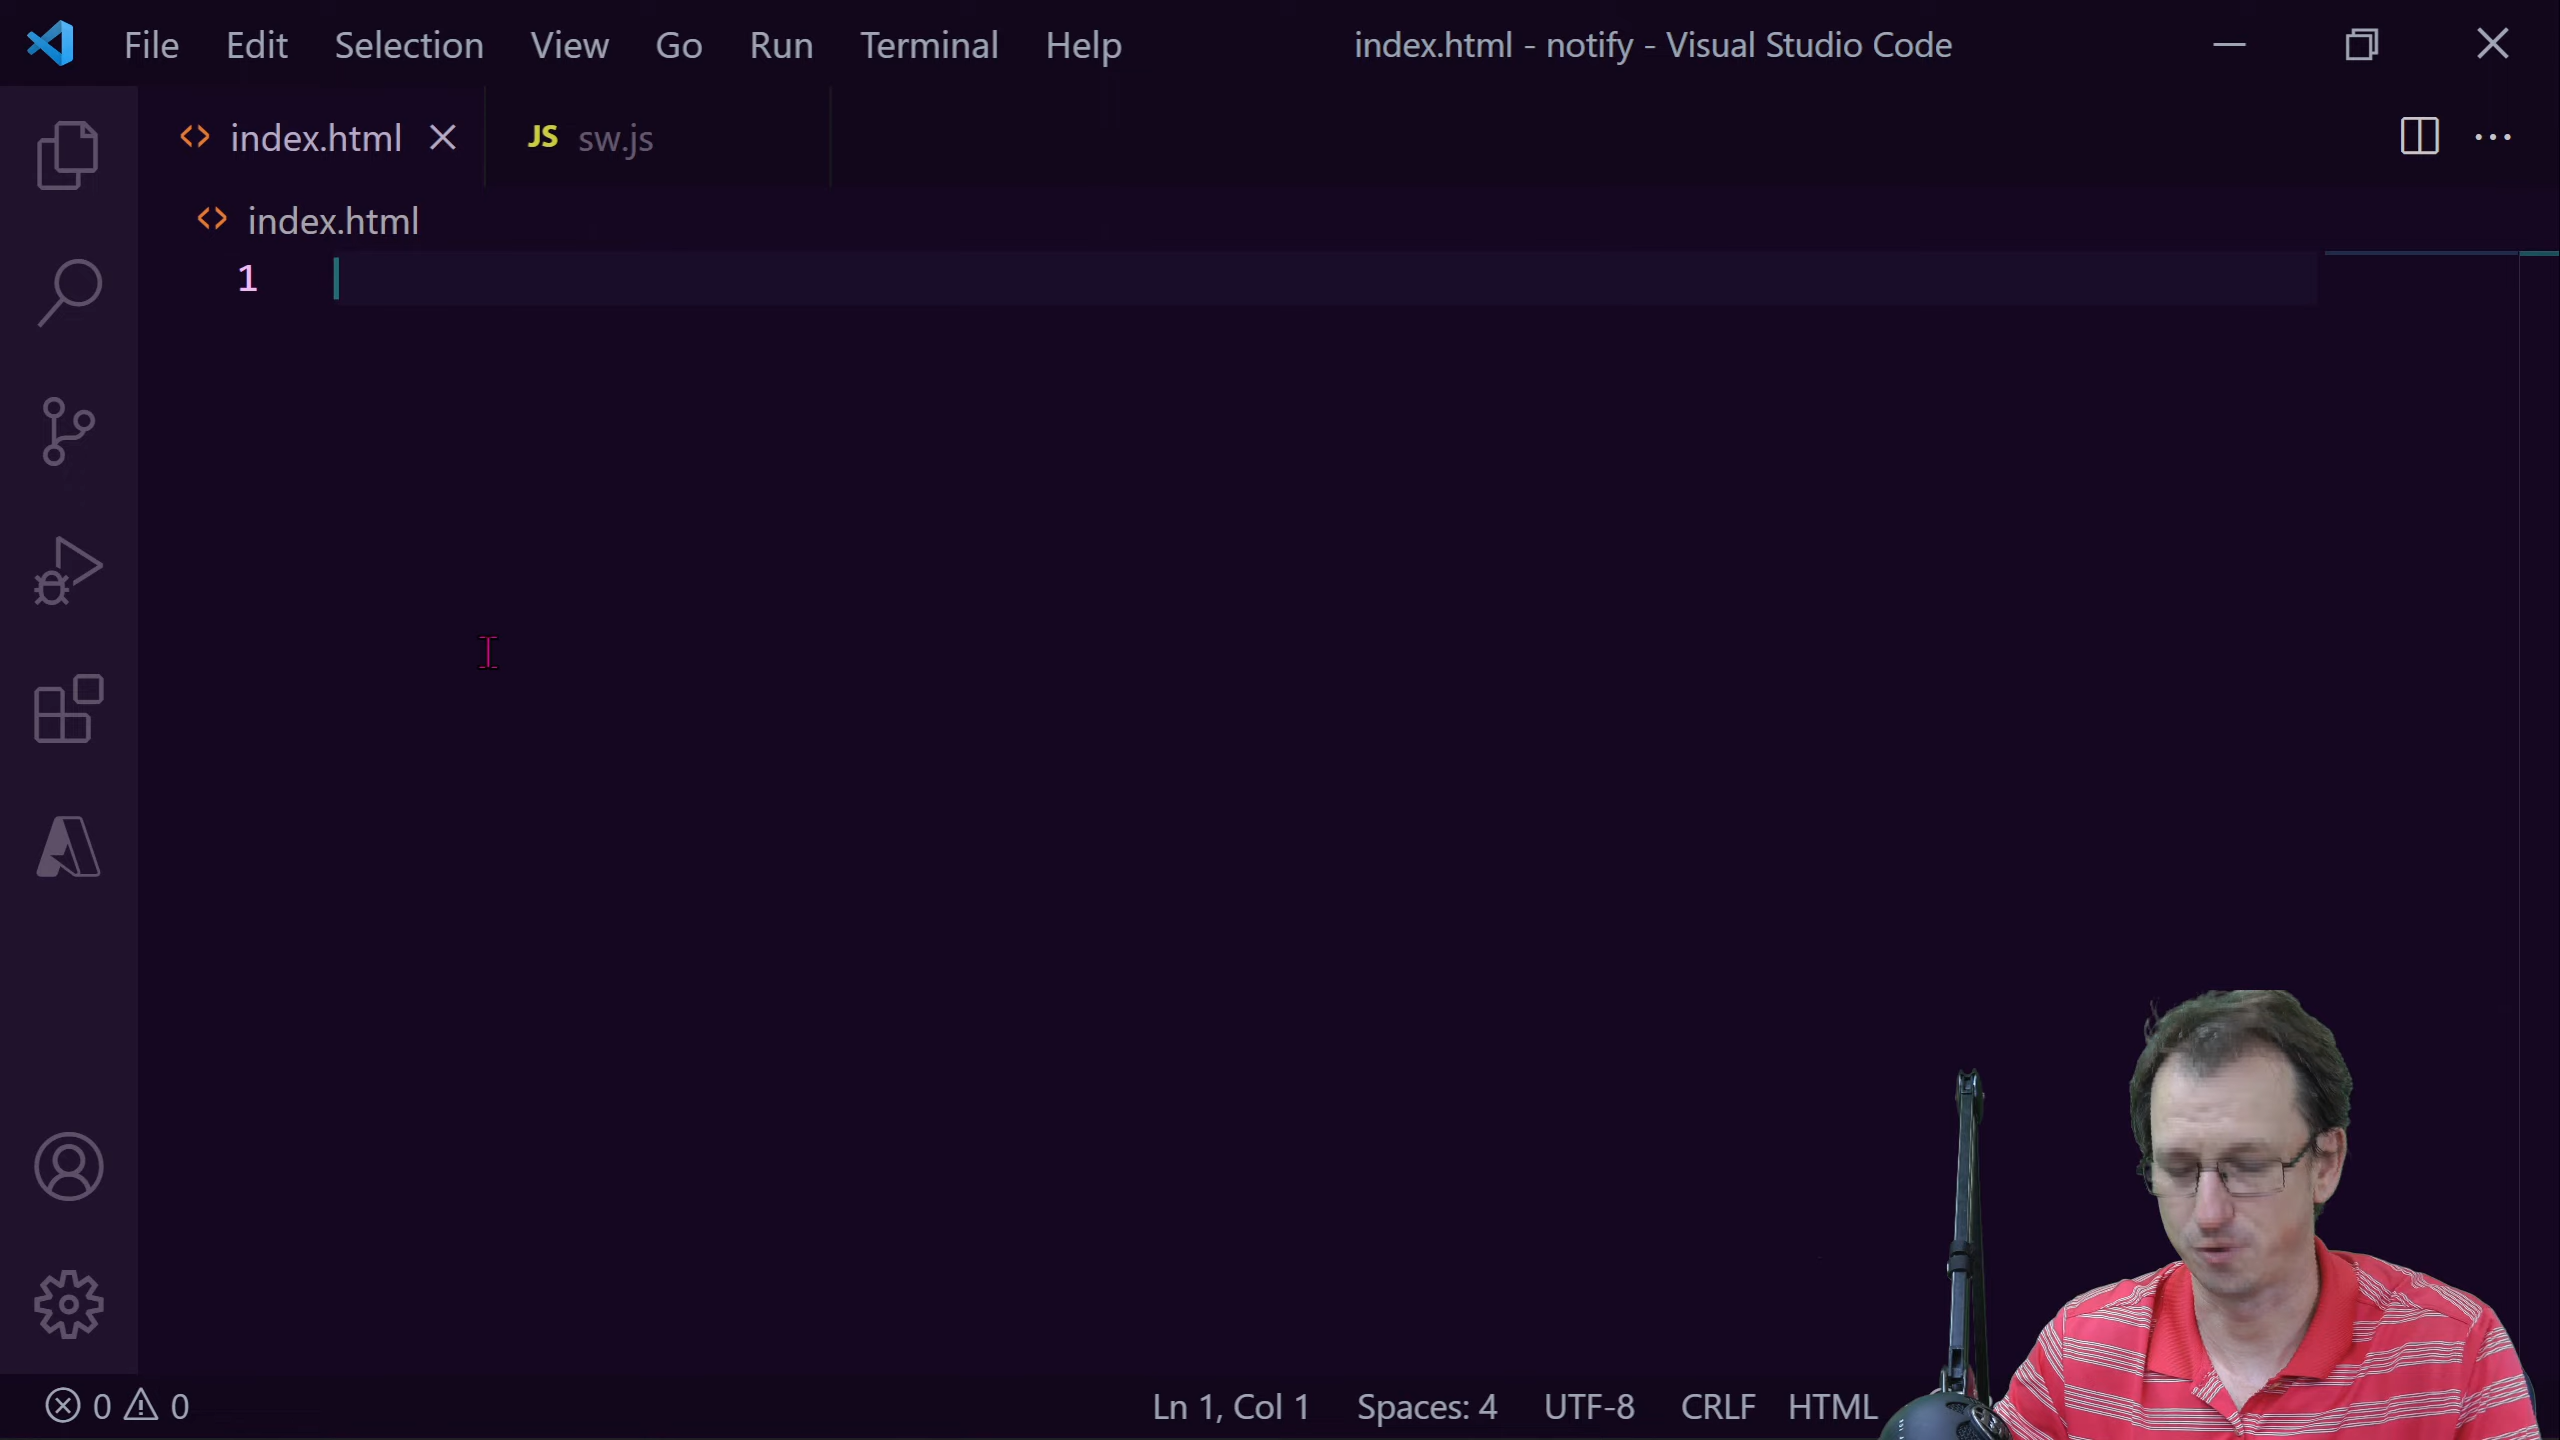 File Edit Selection View Go Run Terminal Help index.html - notify - Visual Studio Code
index.html JS sw.js
index.html
1
0 0 Ln 1, Col 1 Spaces: 4 UTF-8 CRLF HTML